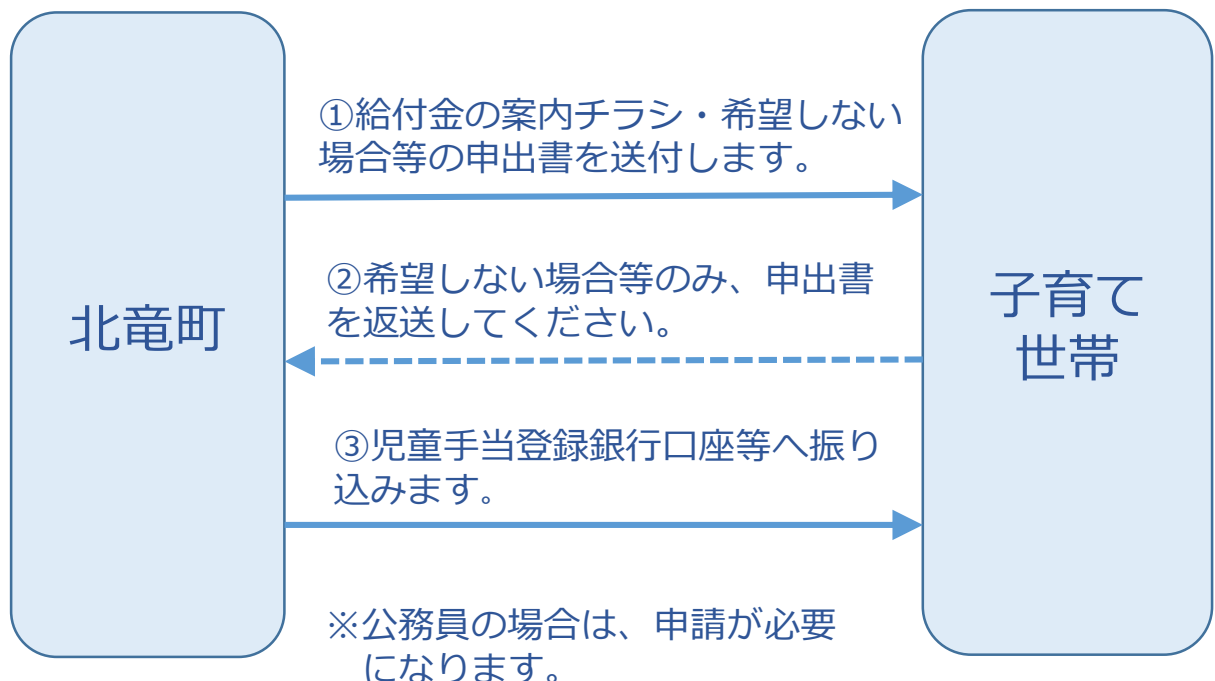 北竜町
①給付金の案内チラシ・希望しない
場合等の申出書を送付します。
②希望しない場合等のみ、申出書
を返送してください。
③児童手当登録銀行口座等へ振り
込みます。
※公務員の場合は、申請が必要
になります。
子育て
世帯